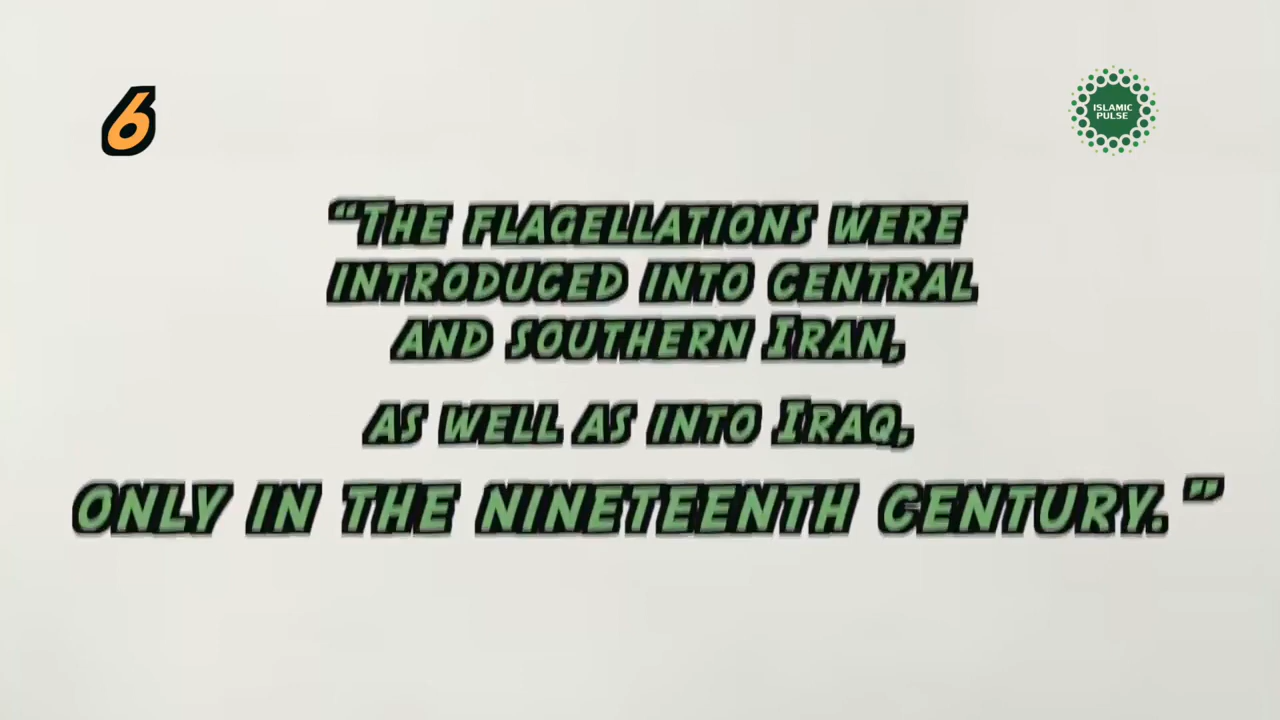 6
ISLAMIC
PULSE
"The flagellations were
introduced into central
and southern Iran,
as well as into Iraq,
only in the nineteenth century."